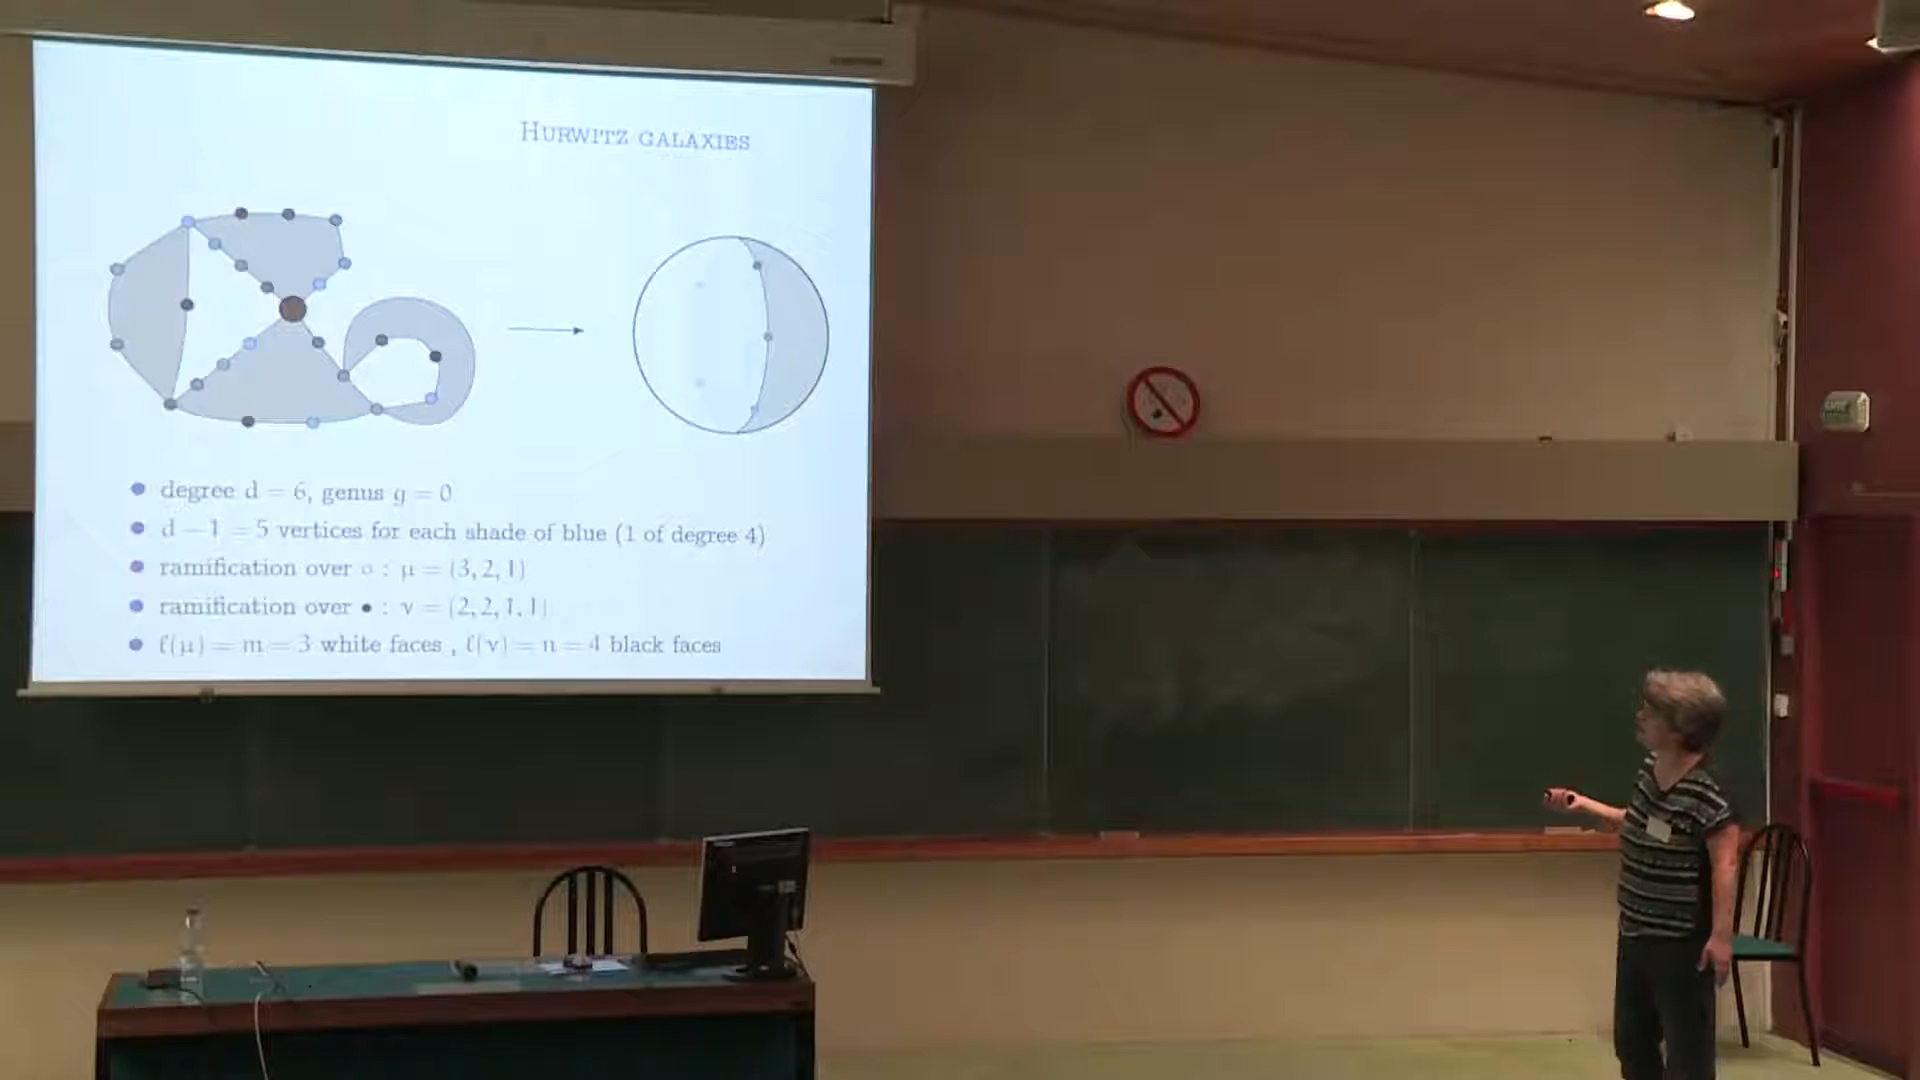 HURWITZ GALAXIES
degree d = 6, genus g = 0
d − 1 = 5 vertices for each shade of blue (1 of degree 4)
ramification over ○ : μ = (3, 2, 1)
ramification over ● : ν = (2, 2, 1, 1)
ℓ(μ) = m = 3 white faces , ℓ(ν) = n = 4 black faces